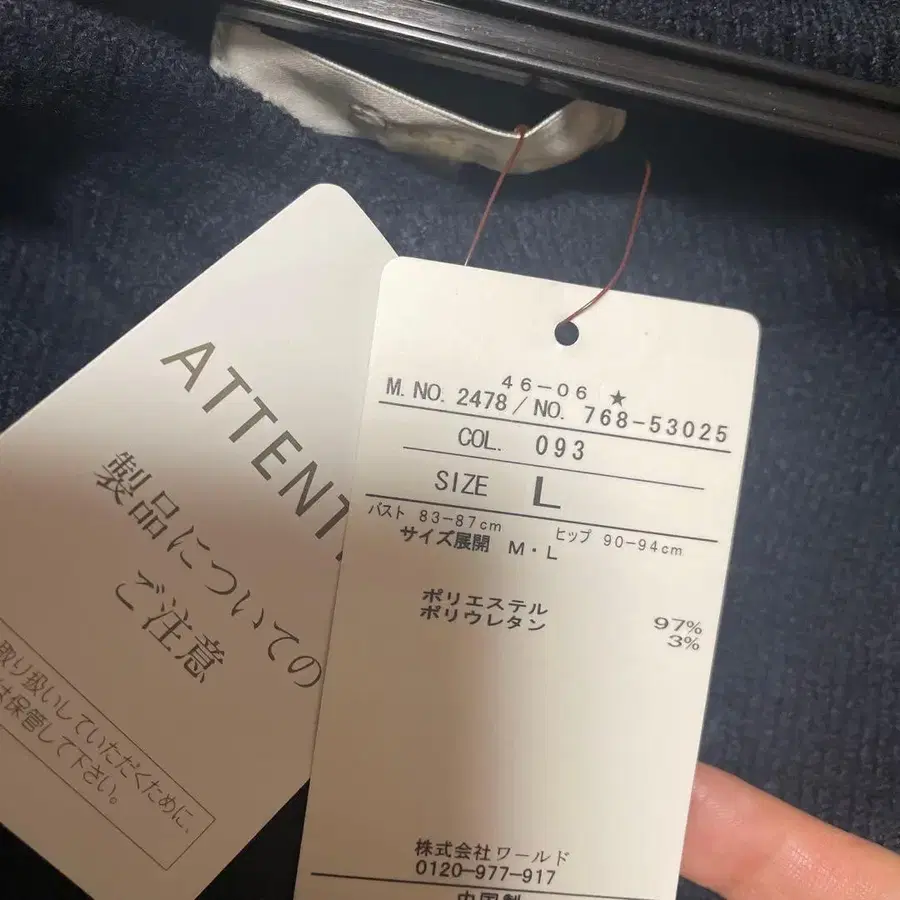 ATTENT
製品についての
ご注意
取り扱いしていただくために、
は保管して下さい。
46-06 ★
M. NO. 2478 / NO. 768-53025
COL. 093
SIZE L
バスト 83-87cm ヒップ 90-94cm
サイズ展開 M・L
ポリエステル 97%
ポリウレタン 3%
株式会社ワールド
0120-977-917
中国製